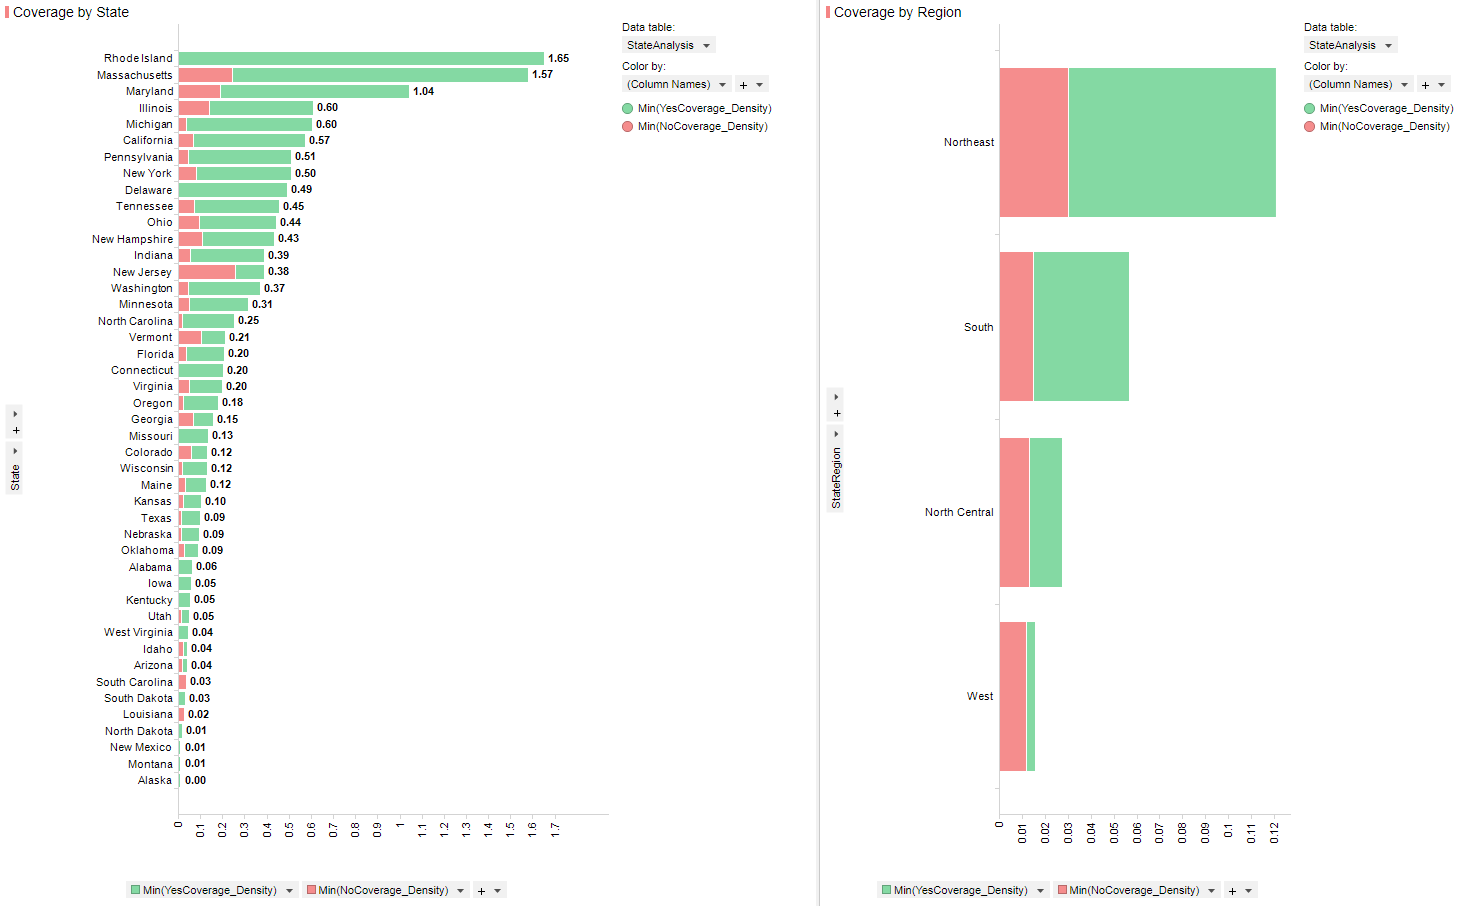 Coverage by State
Rhode Island 1.65
Massachusetts 1.57
Maryland 1.04
Illinois 0.60
Michigan 0.60
California 0.57
Pennsylvania 0.51
New York 0.50
Delaware 0.49
Tennessee 0.45
Ohio 0.44
New Hampshire 0.43
Indiana 0.39
New Jersey 0.38
Washington 0.37
Minnesota 0.31
North Carolina 0.25
Vermont 0.21
Florida 0.20
Connecticut 0.20
Virginia 0.20
Oregon 0.18
Georgia 0.15
Missouri 0.13
Colorado 0.12
Wisconsin 0.12
Maine 0.12
Kansas 0.10
Texas 0.09
Nebraska 0.09
Oklahoma 0.09
Alabama 0.06
Iowa 0.05
Kentucky 0.05
Utah 0.05
West Virginia 0.04
Idaho 0.04
Arizona 0.04
South Carolina 0.03
South Dakota 0.03
Louisiana 0.02
North Dakota 0.01
New Mexico 0.01
Montana 0.01
Alaska 0.00
0 0.1 0.2 0.3 0.4 0.5 0.6 0.7 0.8 0.9 1 1.1 1.2 1.3 1.4 1.5 1.6 1.7
+
State
Data table:
StateAnalysis
Color by:
(Column Names) +
Min(YesCoverage_Density)
Min(NoCoverage_Density)
Min(YesCoverage_Density) Min(NoCoverage_Density) +
Coverage by Region
Northeast
South
North Central
West
0 0.01 0.02 0.03 0.04 0.05 0.06 0.07 0.08 0.09 0.1 0.11 0.12
+
StateRegion
Data table:
StateAnalysis
Color by:
(Column Names) +
Min(YesCoverage_Density)
Min(NoCoverage_Density)
Min(YesCoverage_Density) Min(NoCoverage_Density) +